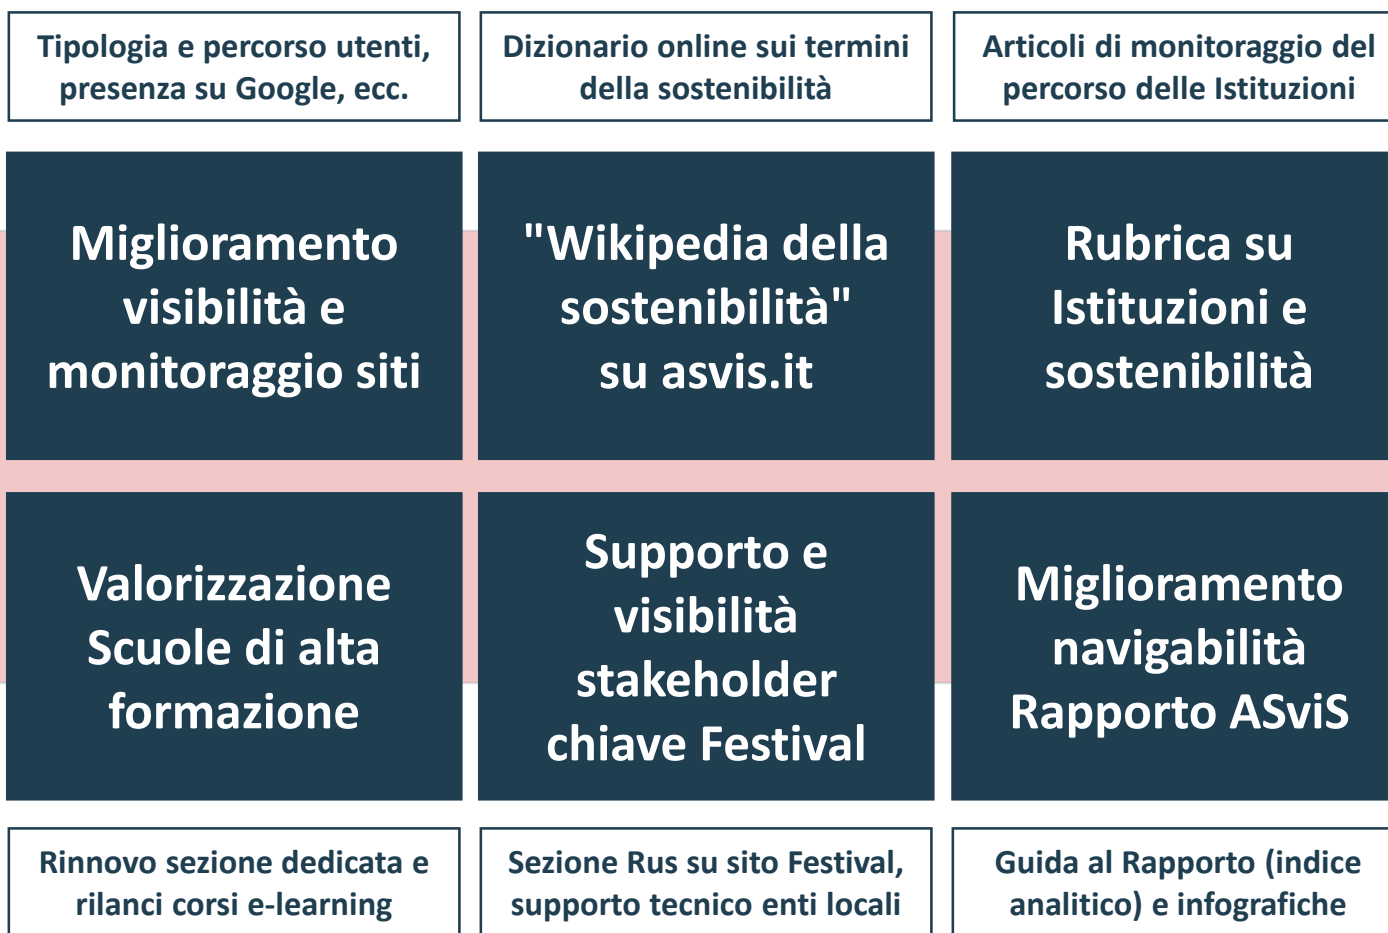 Tipologia e percorso utenti,
presenza su Google, ecc.
Dizionario online sui termini
della sostenibilità
Articoli di monitoraggio del
percorso delle Istituzioni
Miglioramento
visibilità e
monitoraggio siti
"Wikipedia della
sostenibilità"
su asvis.it
Rubrica su
Istituzioni e
sostenibilità
Valorizzazione
Scuole di alta
formazione
Supporto e
visibilità
stakeholder
chiave Festival
Miglioramento
navigabilità
Rapporto ASviS
Rinnovo sezione dedicata e
rilanci corsi e-learning
Sezione Rus su sito Festival,
supporto tecnico enti locali
Guida al Rapporto (indice
analitico) e infografiche